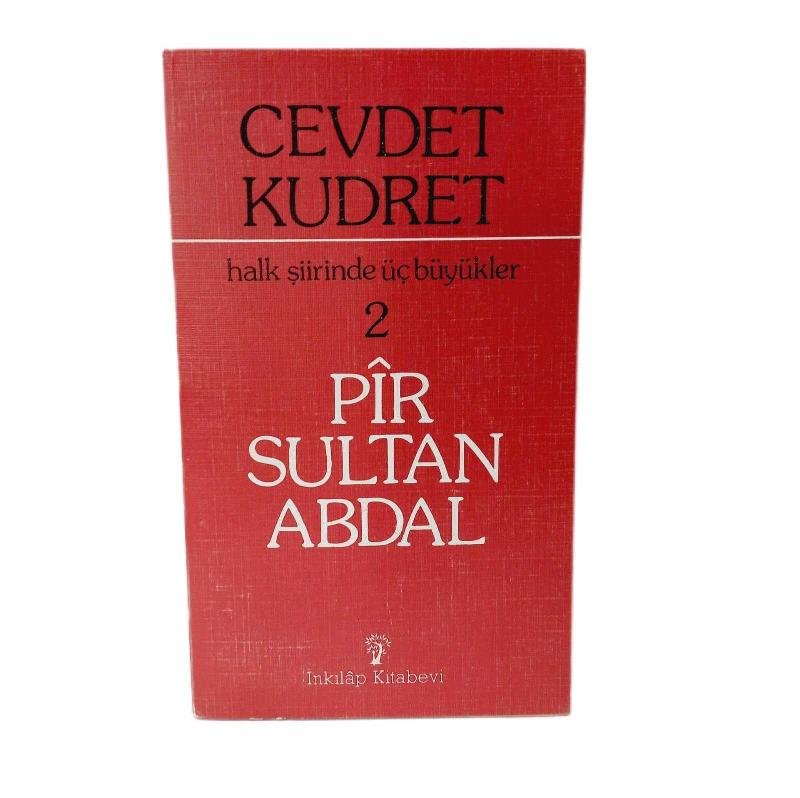 CEVDET
KUDRET
halk şiirinde üç büyükler
2
PÎR
SULTAN
ABDAL
İnkılâp Kitabevi